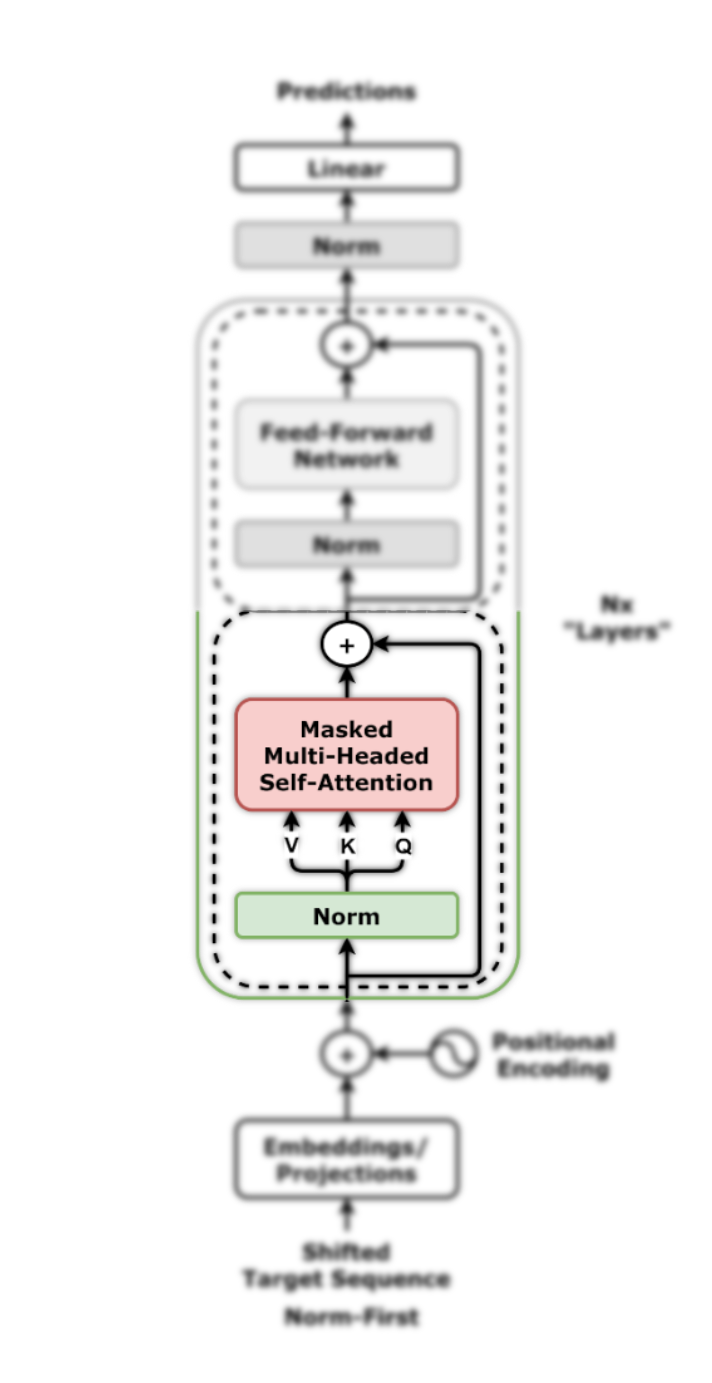 Predictions
Linear
Norm
+
Feed-Forward
Network
Norm
Nx
"Layers"
+
Masked
Multi-Headed
Self-Attention
V K Q
Norm
+
Positional
Encoding
Embeddings/
Projections
Shifted
Target Sequence
Norm-First